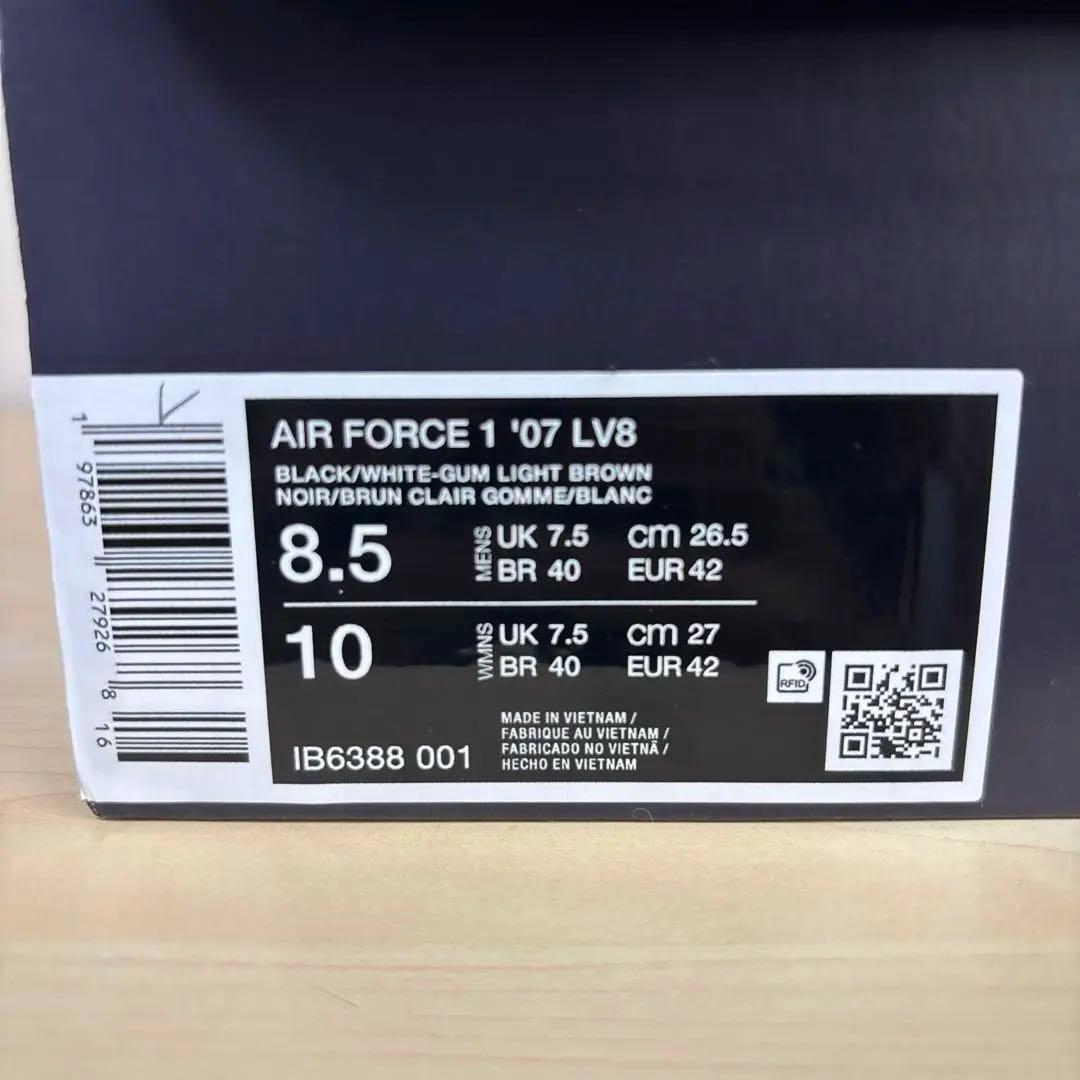 AIR FORCE 1 '07 LV8
BLACK/WHITE-GUM LIGHT BROWN
NOIR/BRUN CLAIR GOMME/BLANC
8.5 MENS UK 7.5 cm 26.5
BR 40 EUR 42
10 WMNS UK 7.5 cm 27
BR 40 EUR 42
RFID
MADE IN VIETNAM /
FABRIQUE AU VIETNAM /
FABRICADO NO VIETNÃ /
HECHO EN VIETNAM
IB6388 001
1 97863 27926 8 16